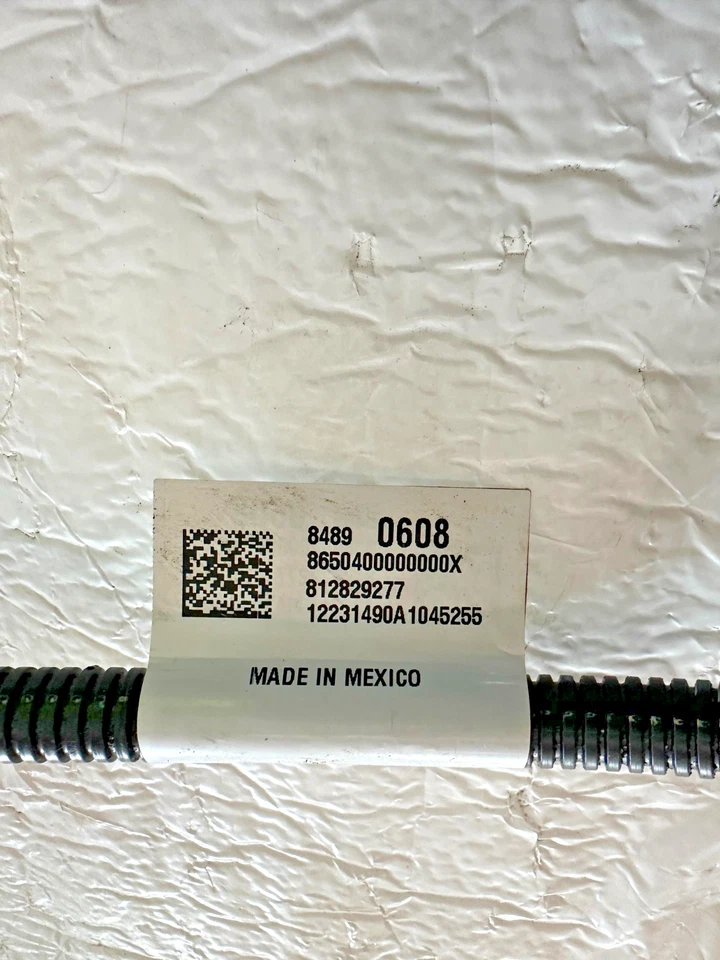 8489 0608
8650400000000X
812829277
12231490A1045255
MADE IN MEXICO